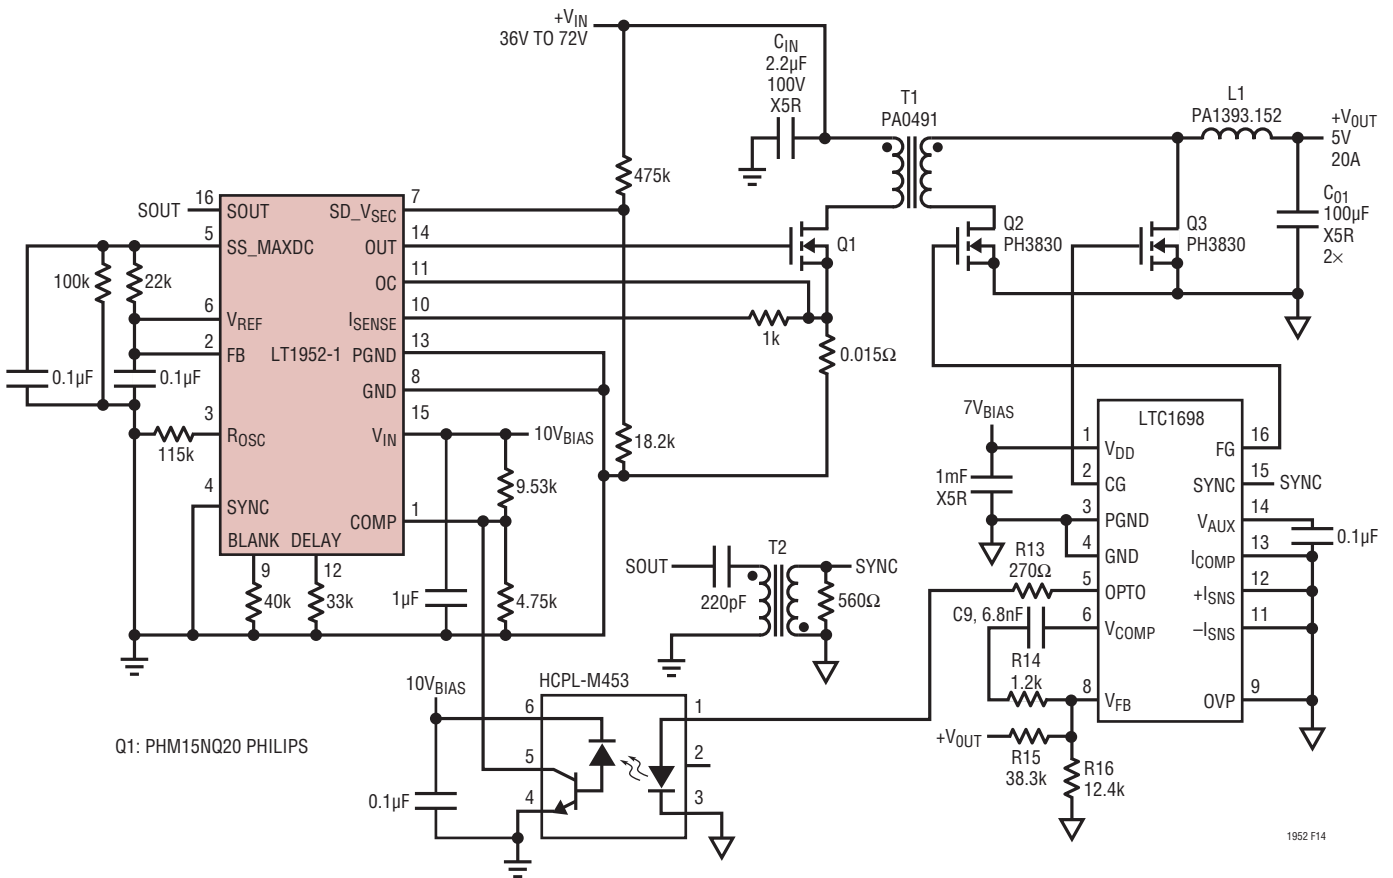 +VIN
36V TO 72V
CIN
2.2µF
100V
X5R
T1
PA0491
L1
PA1393.152
+VOUT
5V
20A
C01
100µF
X5R
2×
475k
SOUT
16
SOUT
SD_VSEC
7
5
SS_MAXDC
OUT
14
Q1
Q2
PH3830
Q3
PH3830
100k
22k
OC
11
6
VREF
ISENSE
10
1k
0.015Ω
2
FB
LT1952-1
PGND
13
0.1µF
0.1µF
GND
8
3
ROSC
115k
VIN
15
10VBIAS
18.2k
9.53k
4
SYNC
COMP
1
BLANK
DELAY
9
12
40k
33k
1µF
4.75k
7VBIAS
1mF
X5R
LTC1698
1
VDD
FG
16
2
CG
SYNC
15
SYNC
3
PGND
VAUX
14
0.1µF
4
GND
ICOMP
13
R13
270Ω
5
OPTO
+ISNS
12
C9, 6.8nF
6
VCOMP
–ISNS
11
R14
1.2k
8
VFB
OVP
9
+VOUT
R15
38.3k
R16
12.4k
SOUT
220pF
T2
SYNC
560Ω
10VBIAS
HCPL-M453
6
1
5
2
4
3
0.1µF
Q1: PHM15NQ20 PHILIPS
1952 F14